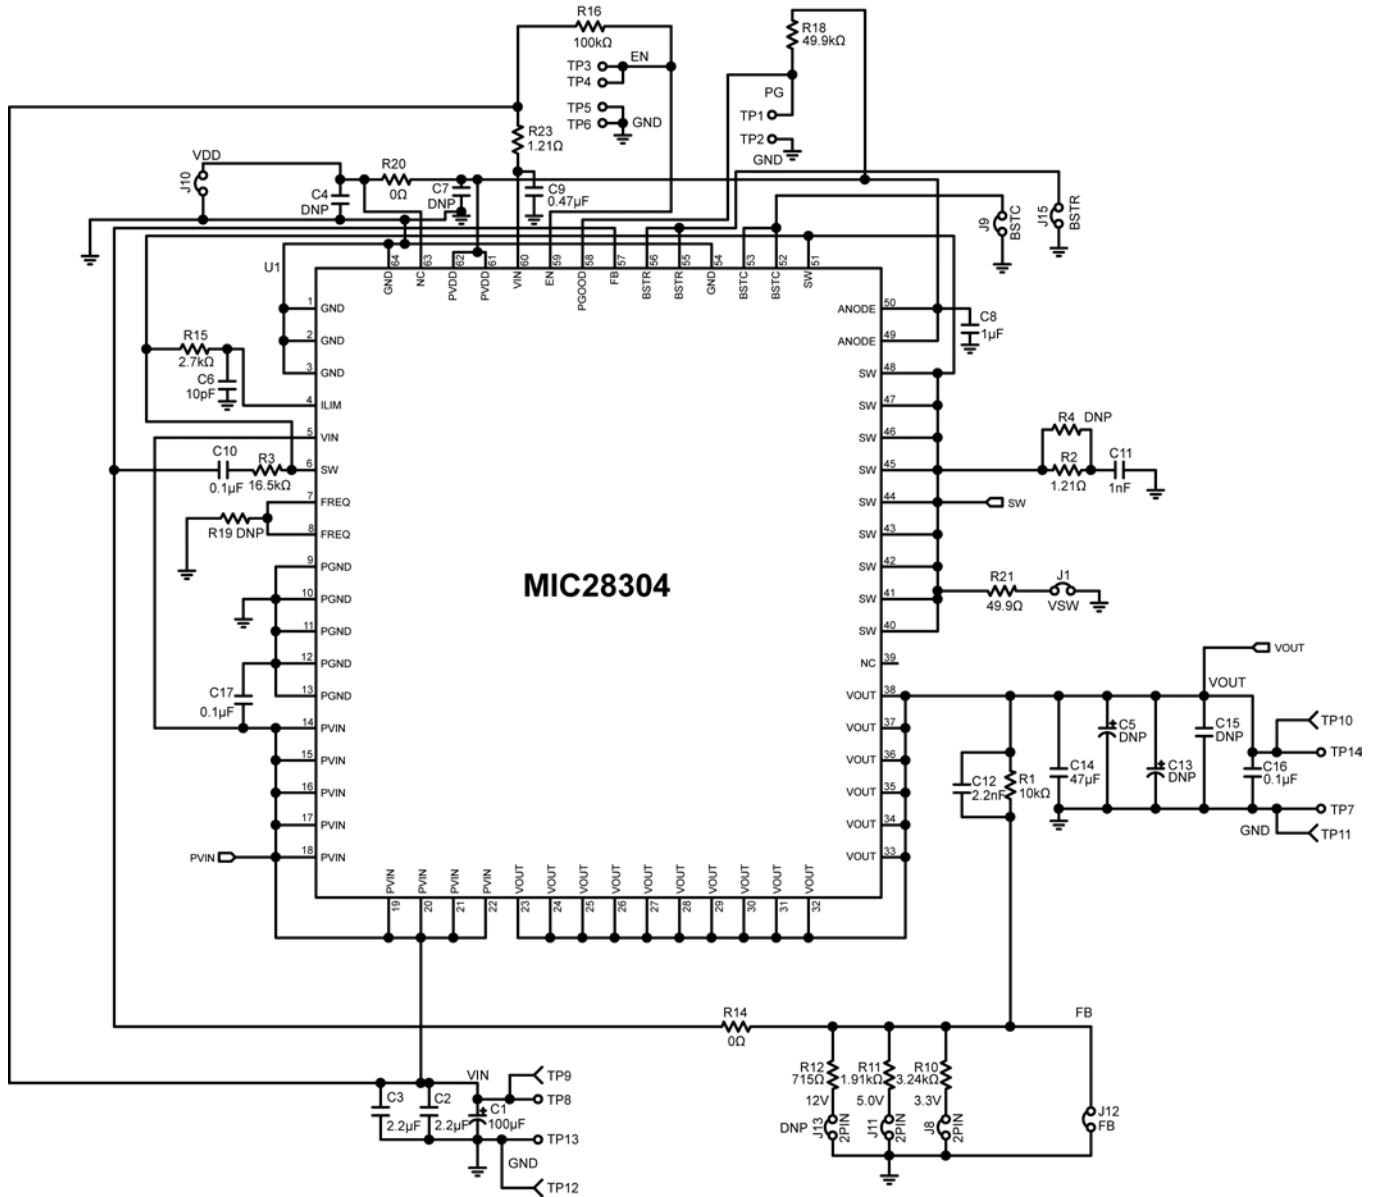 R16
100kΩ
R18
49.9kΩ
TP3
EN
TP4
TP5
TP6
GND
PG
TP1
TP2
GND
R23
1.21Ω
VDD
J10
R20
0Ω
C4
DNP
C7
DNP
C9
0.47µF
J9
BSTC
J15
BSTR
U1
GND
64
NC
63
PVDD
62
PVDD
61
VIN
60
EN
59
PGOOD
58
FB
57
BSTR
56
BSTR
55
GND
54
BSTC
53
BSTC
52
SW
51
1 GND
2 GND
3 GND
4 ILIM
5 VIN
6 SW
7 FREQ
8 FREQ
9 PGND
10 PGND
11 PGND
12 PGND
13 PGND
14 PVIN
15 PVIN
16 PVIN
17 PVIN
18 PVIN
R15
2.7kΩ
C6
10pF
C10
0.1µF
R3
16.5kΩ
R19 DNP
C17
0.1µF
PVIN
MIC28304
ANODE 50
ANODE 49
SW 48
SW 47
SW 46
SW 45
SW 44
SW 43
SW 42
SW 41
SW 40
NC 39
VOUT 38
VOUT 37
VOUT 36
VOUT 35
VOUT 34
VOUT 33
C8
1µF
R4 DNP
R2
1.21Ω
C11
1nF
SW
R21
49.9Ω
J1
VSW
VOUT
VOUT
C5
DNP
C15
DNP
TP10
TP14
C12
2.2nF
R1
10kΩ
C14
47µF
C13
DNP
C16
0.1µF
TP7
GND
TP11
PVIN
19
PVIN
20
PVIN
21
PVIN
22
VOUT
23
VOUT
24
VOUT
25
VOUT
26
VOUT
27
VOUT
28
VOUT
29
VOUT
30
VOUT
31
VOUT
32
R14
0Ω
FB
R12
715Ω
12V
DNP
J13
2PIN
R11
1.91kΩ
5.0V
J11
2PIN
R10
3.24kΩ
3.3V
J8
2PIN
J12
FB
VIN
TP9
TP8
C3
2.2µF
C2
2.2µF
C1
100µF
TP13
GND
TP12